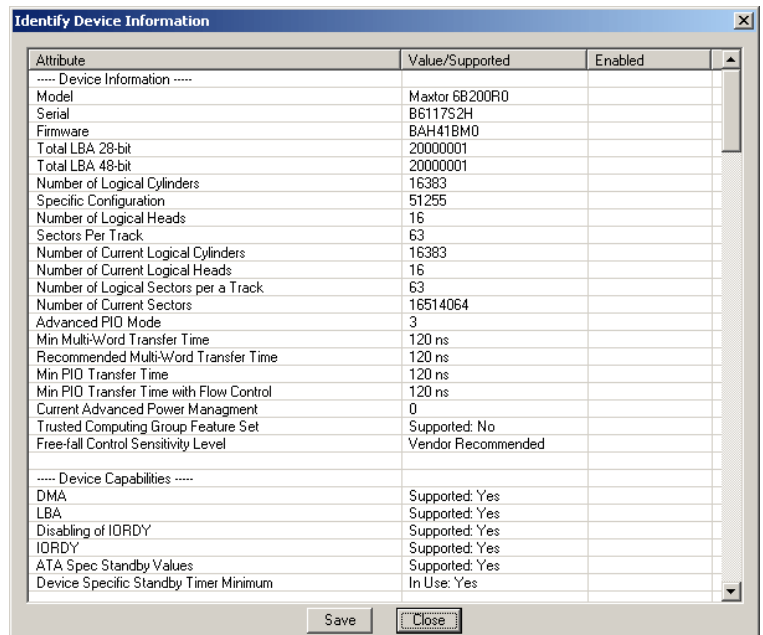 Identify Device Information
Attribute Value/Supported Enabled
----- Device Information -----
Model Maxtor 6B200R0
Serial B6117S2H
Firmware BAH41BM0
Total LBA 28-bit 20000001
Total LBA 48-bit 20000001
Number of Logical Cylinders 16383
Specific Configuration 51255
Number of Logical Heads 16
Sectors Per Track 63
Number of Current Logical Cylinders 16383
Number of Current Logical Heads 16
Number of Logical Sectors per a Track 63
Number of Current Sectors 16514064
Advanced PIO Mode 3
Min Multi-Word Transfer Time 120 ns
Recommended Multi-Word Transfer Time 120 ns
Min PIO Transfer Time 120 ns
Min PIO Transfer Time with Flow Control 120 ns
Current Advanced Power Managment 0
Trusted Computing Group Feature Set Supported: No
Free-fall Control Sensitivity Level Vendor Recommended
----- Device Capabilities -----
DMA Supported: Yes
LBA Supported: Yes
Disabling of IORDY Supported: Yes
IORDY Supported: Yes
ATA Spec Standby Values Supported: Yes
Device Specific Standby Timer Minimum In Use: Yes
Save Close